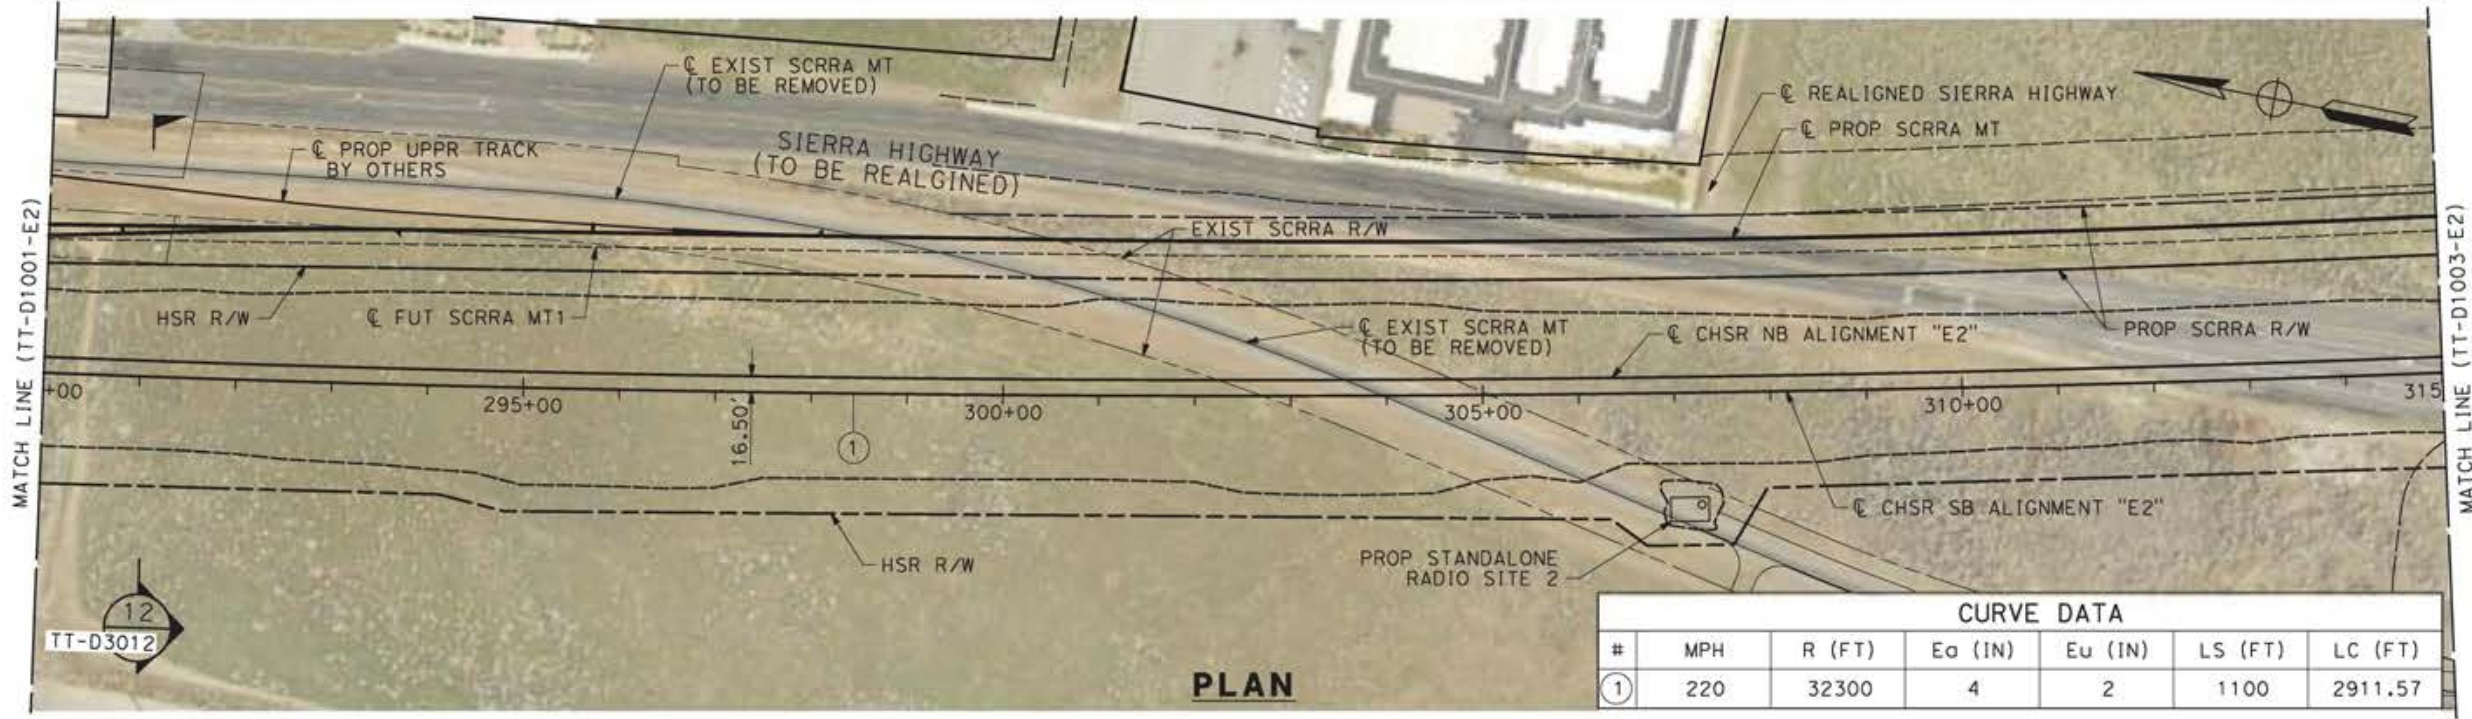 ℄ EXIST SCRRA MT
(TO BE REMOVED)
℄ REALIGNED SIERRA HIGHWAY
℄ PROP SCRRA MT
℄ PROP UPPR TRACK
BY OTHERS
SIERRA HIGHWAY
(TO BE REALGINED)
EXIST SCRRA R/W
HSR R/W
℄ FUT SCRRA MT1
℄ EXIST SCRRA MT
(TO BE REMOVED)
℄ CHSR NB ALIGNMENT "E2"
PROP SCRRA R/W
MATCH LINE (TT-D1001-E2)
MATCH LINE (TT-D1003-E2)
+00
295+00
300+00
305+00
310+00
315
16.50'
1
℄ CHSR SB ALIGNMENT "E2"
HSR R/W
PROP STANDALONE
RADIO SITE 2
12
TT-D3012
PLAN
CURVE DATA
# MPH R (FT) Ea (IN) Eu (IN) LS (FT) LC (FT)
1 220 32300 4 2 1100 2911.57